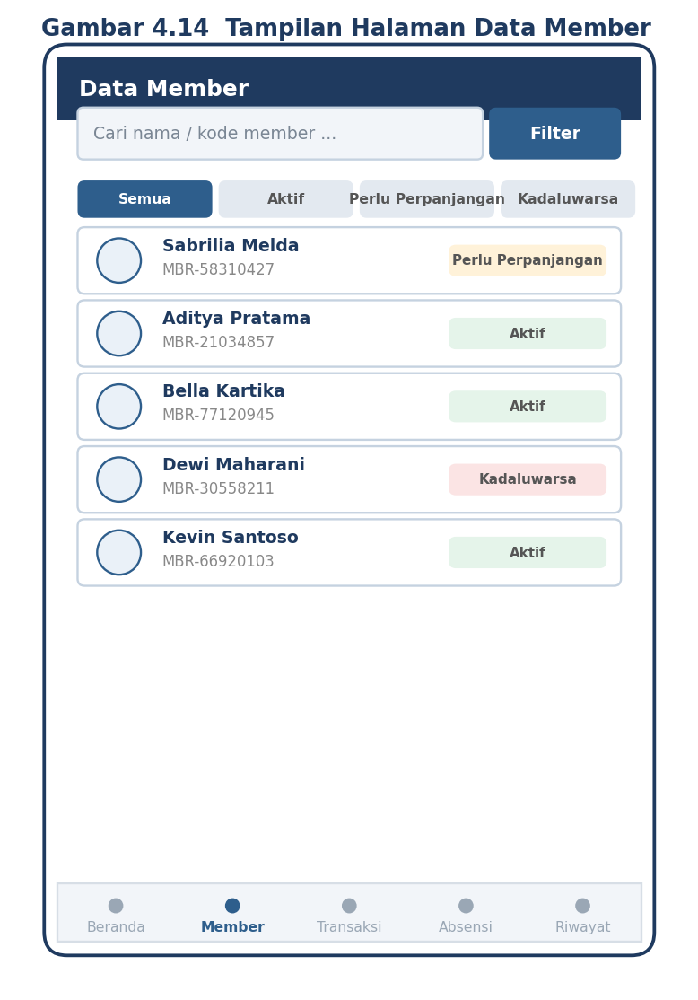 Gambar 4.14  Tampilan Halaman Data Member
Data Member
Cari nama / kode member ...
Filter
Semua
Aktif
Perlu Perpanjangan
Kadaluwarsa
Sabrilia Melda
MBR-58310427
Perlu Perpanjangan
Aditya Pratama
MBR-21034857
Aktif
Bella Kartika
MBR-77120945
Aktif
Dewi Maharani
MBR-30558211
Kadaluwarsa
Kevin Santoso
MBR-66920103
Aktif
Beranda
Member
Transaksi
Absensi
Riwayat